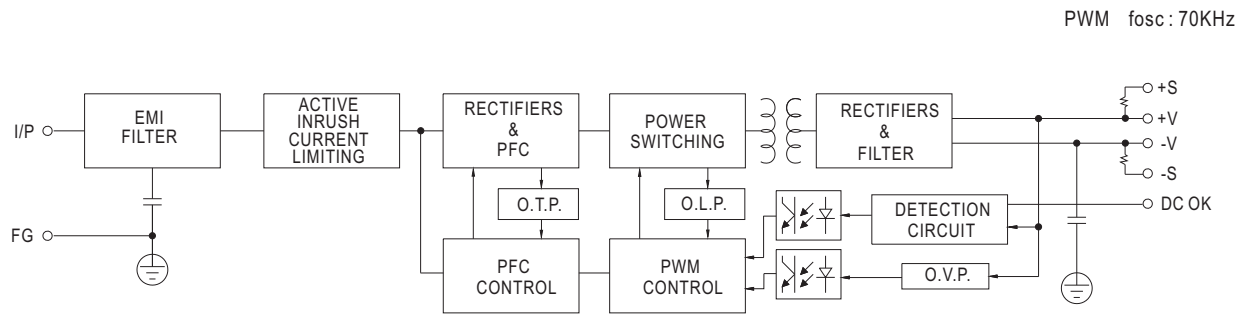 PWM fosc : 70KHz
I/P
EMI
FILTER
ACTIVE
INRUSH
CURRENT
LIMITING
RECTIFIERS
&
PFC
POWER
SWITCHING
RECTIFIERS
&
FILTER
+S
+V
-V
-S
DC OK
O.T.P.
O.L.P.
DETECTION
CIRCUIT
FG
PFC
CONTROL
PWM
CONTROL
O.V.P.